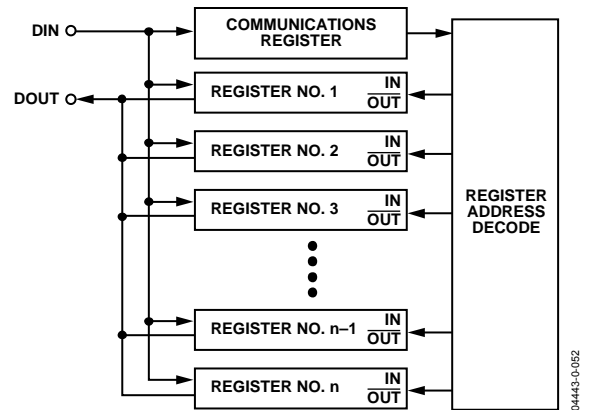 DIN
COMMUNICATIONS
REGISTER
DOUT
REGISTER NO. 1
IN
OUT
REGISTER NO. 2
IN
OUT
REGISTER NO. 3
IN
OUT
REGISTER
ADDRESS
DECODE
REGISTER NO. n–1
IN
OUT
REGISTER NO. n
IN
OUT
04443-0-052